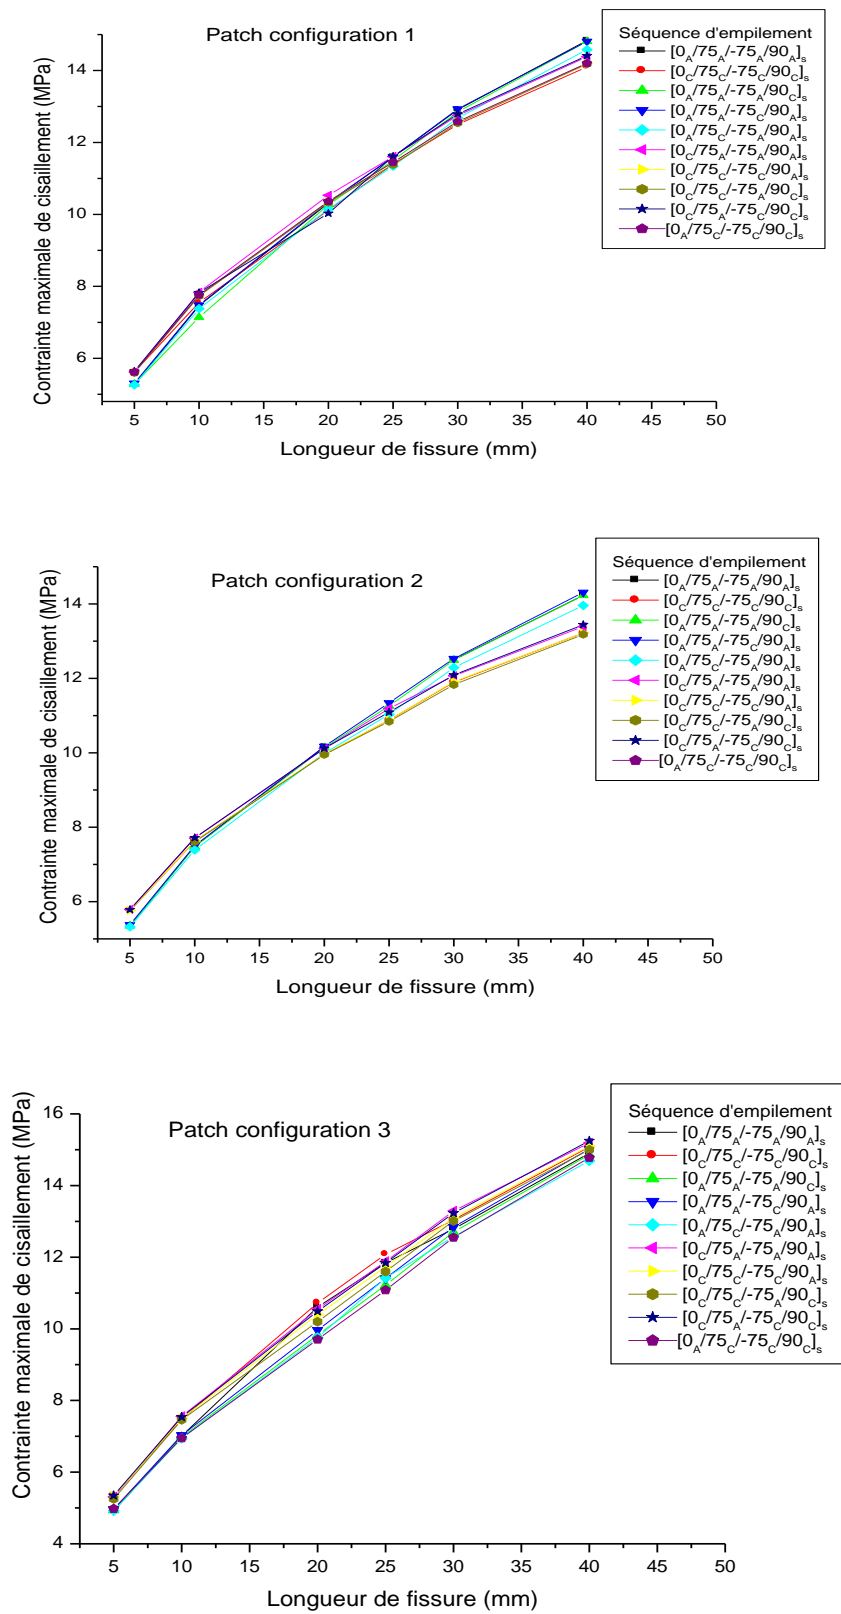 Patch configuration 1
Séquence d'empilement
[0A/75A/-75A/90A]s
[0C/75C/-75C/90C]s
[0A/75A/-75A/90C]s
[0A/75A/-75C/90A]s
[0A/75C/-75A/90A]s
[0C/75A/-75A/90A]s
[0C/75C/-75C/90A]s
[0C/75C/-75A/90C]s
[0C/75A/-75C/90C]s
[0A/75C/-75C/90C]s
Contrainte maximale de cisaillement (MPa)
14
12
10
8
6
5 10 15 20 25 30 35 40 45 50
Longueur de fissure (mm)
Patch configuration 2
Séquence d'empilement
[0A/75A/-75A/90A]s
[0C/75C/-75C/90C]s
[0A/75A/-75A/90C]s
[0A/75A/-75C/90A]s
[0A/75C/-75A/90A]s
[0C/75A/-75A/90A]s
[0C/75C/-75C/90A]s
[0C/75C/-75A/90C]s
[0C/75A/-75C/90C]s
[0A/75C/-75C/90C]s
Contrainte maximale de cisaillement (MPa)
14
12
10
8
6
5 10 15 20 25 30 35 40 45 50
Longueur de fissure (mm)
Patch configuration 3
Séquence d'empilement
[0A/75A/-75A/90A]s
[0C/75C/-75C/90C]s
[0A/75A/-75A/90C]s
[0A/75A/-75C/90A]s
[0A/75C/-75A/90A]s
[0C/75A/-75A/90A]s
[0C/75C/-75C/90A]s
[0C/75C/-75A/90C]s
[0C/75A/-75C/90C]s
[0A/75C/-75C/90C]s
Contrainte maximale de cisaillement (MPa)
16
14
12
10
8
6
4
5 10 15 20 25 30 35 40 45 50
Longueur de fissure (mm)